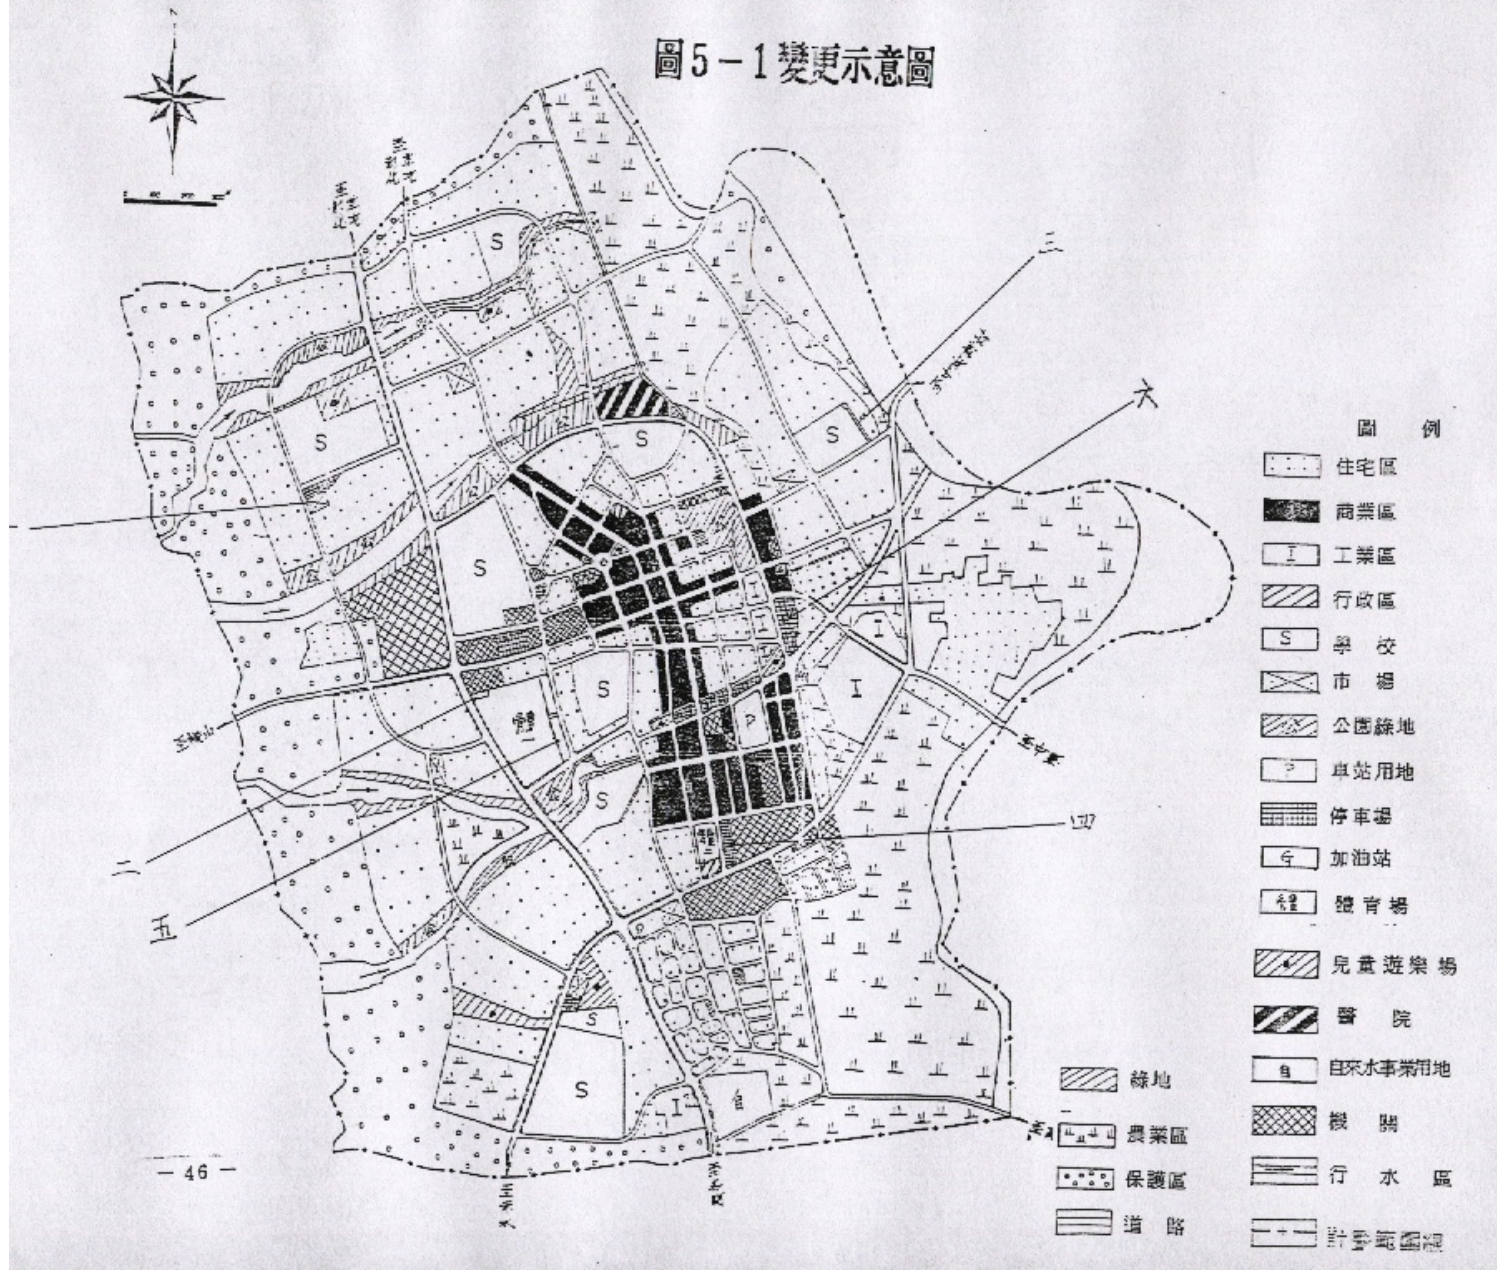 圖5-1變更示意圖
三
六
二
五
四
S
S
S
S
S
S
S
S
S
I
I
P
體
體
I
自
圖 例
住宅區
商業區
I 工業區
行政區
S 學校
市場
公園綠地
P 車站用地
停車場
加油站
體 體育場
兒童遊樂場
醫院
自 自來水事業用地
機關
行水區
計畫範圍線
綠地
農業區
保護區
道路
-46-